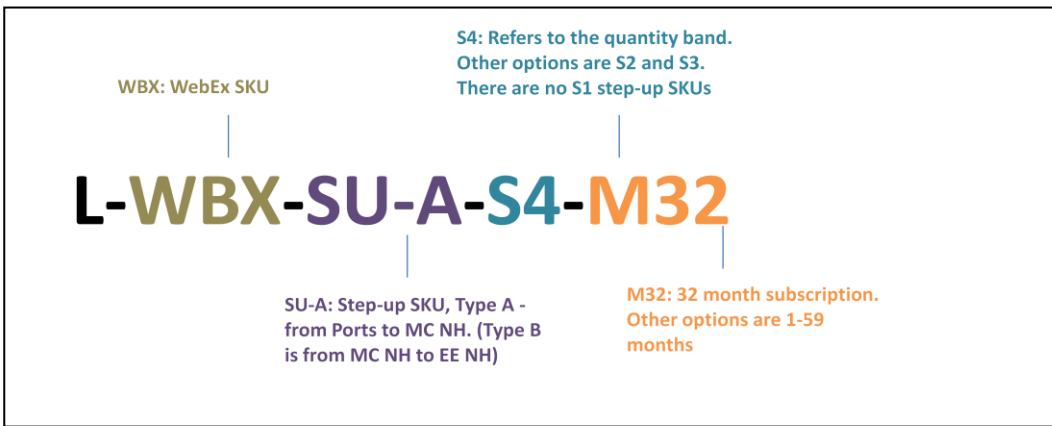 S4: Refers to the quantity band.
Other options are S2 and S3.
There are no S1 step-up SKUs
WBX: WebEx SKU
L-WBX-SU-A-S4-M32
SU-A: Step-up SKU, Type A -
from Ports to MC NH. (Type B
is from MC NH to EE NH)
M32: 32 month subscription.
Other options are 1-59
months